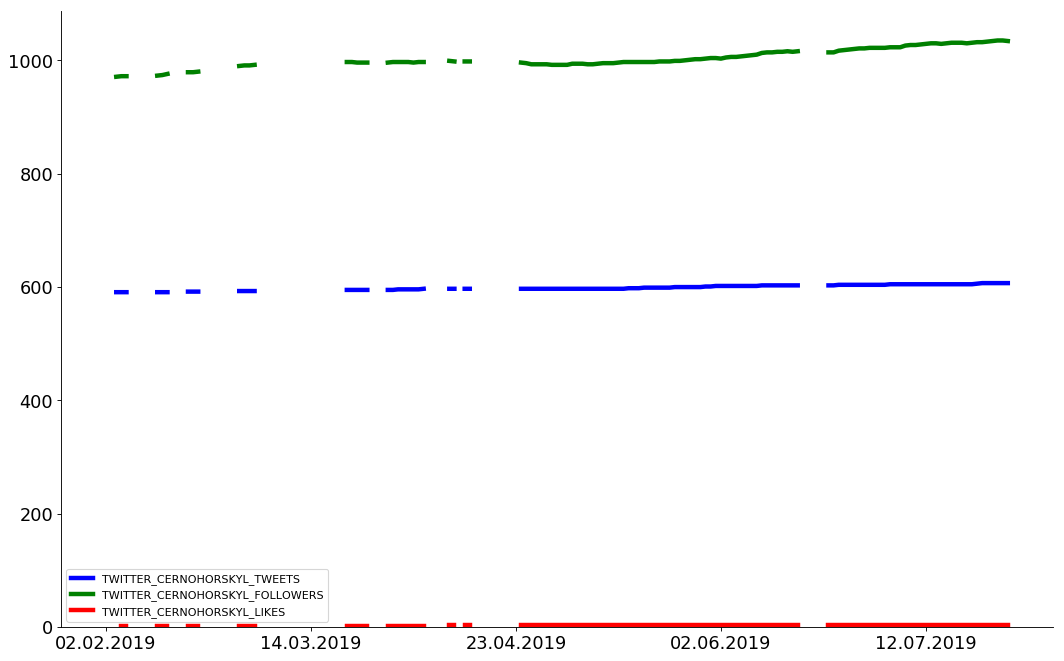 1000
800
600
400
200
0
TWITTER_CERNOHORSKYL_TWEETS
TWITTER_CERNOHORSKYL_FOLLOWERS
TWITTER_CERNOHORSKYL_LIKES
02.02.2019 14.03.2019 23.04.2019 02.06.2019 12.07.2019